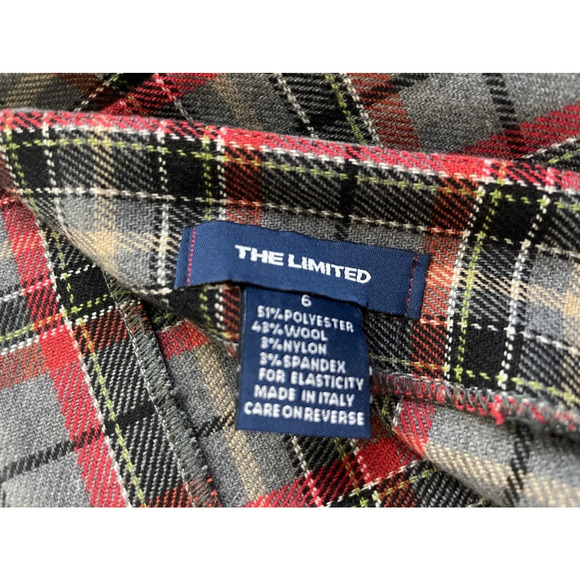 THE LIMITED
6
51% POLYESTER
43% WOOL
3% NYLON
3% SPANDEX
FOR ELASTICITY
MADE IN ITALY
CARE ON REVERSE